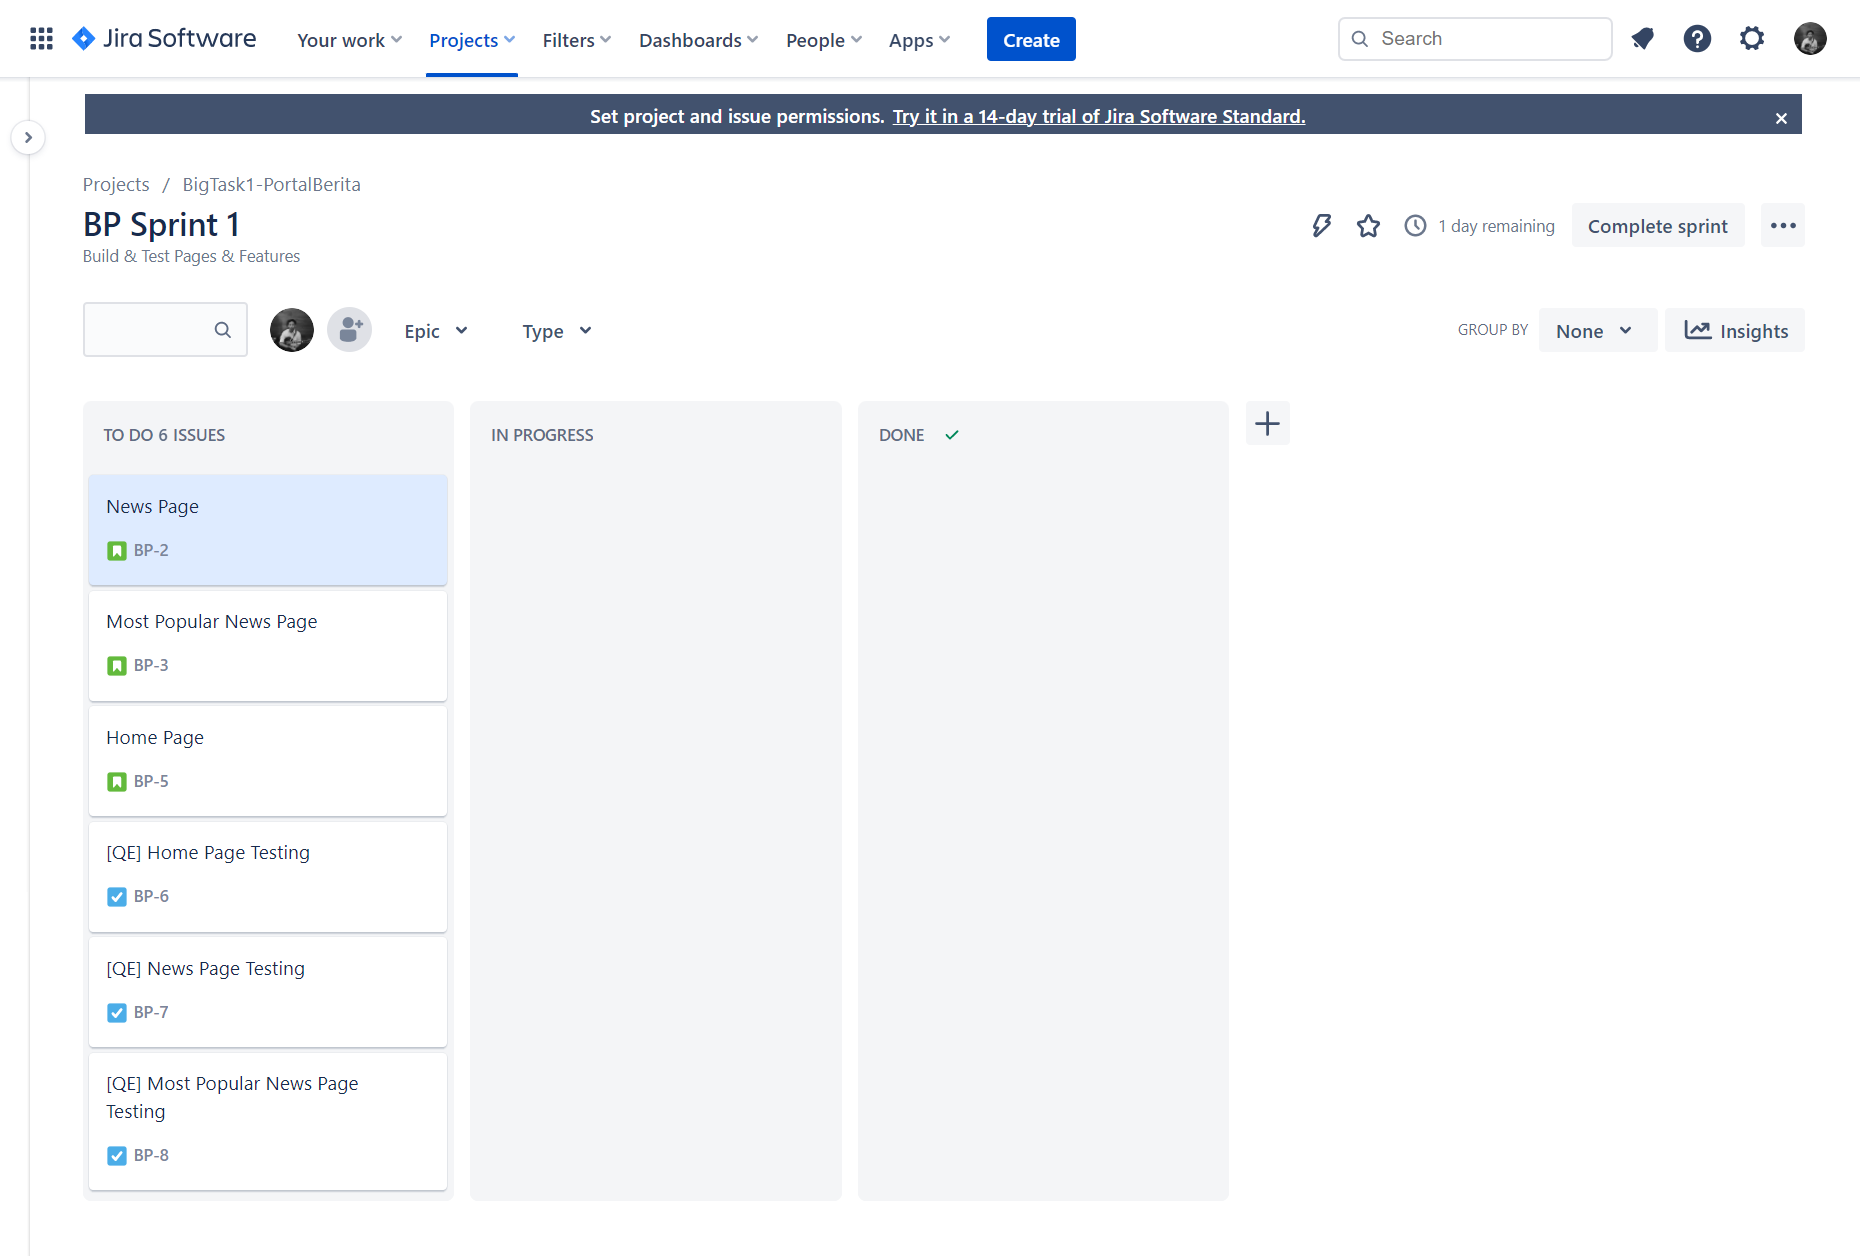 Jira Software
Your work
Projects
Filters
Dashboards
People
Apps
Create
Search
Set project and issue permissions. Try it in a 14-day trial of Jira Software Standard.
Projects / BigTask1-PortalBerita
BP Sprint 1
1 day remaining
Complete sprint
Build & Test Pages & Features
Epic
Type
GROUP BY
None
Insights
TO DO 6 ISSUES
News Page
BP-2
Most Popular News Page
BP-3
Home Page
BP-5
[QE] Home Page Testing
BP-6
[QE] News Page Testing
BP-7
[QE] Most Popular News Page
Testing
BP-8
IN PROGRESS
DONE